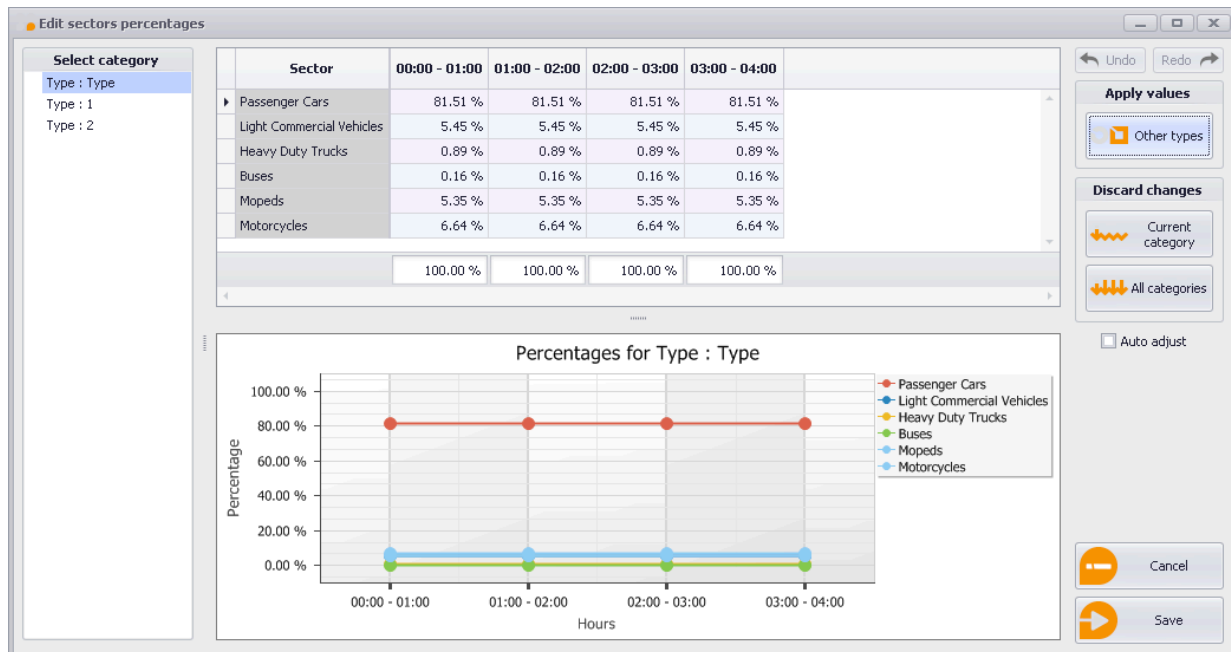 Edit sectors percentages
Select category
Type : Type
Type : 1
Type : 2
Sector 00:00 - 01:00 01:00 - 02:00 02:00 - 03:00 03:00 - 04:00
Passenger Cars 81.51 % 81.51 % 81.51 % 81.51 %
Light Commercial Vehicles 5.45 % 5.45 % 5.45 % 5.45 %
Heavy Duty Trucks 0.89 % 0.89 % 0.89 % 0.89 %
Buses 0.16 % 0.16 % 0.16 % 0.16 %
Mopeds 5.35 % 5.35 % 5.35 % 5.35 %
Motorcycles 6.64 % 6.64 % 6.64 % 6.64 %
100.00 % 100.00 % 100.00 % 100.00 %
Percentages for Type : Type
Percentage
100.00 %
80.00 %
60.00 %
40.00 %
20.00 %
0.00 %
00:00 - 01:00 01:00 - 02:00 02:00 - 03:00 03:00 - 04:00
Hours
Passenger Cars
Light Commercial Vehicles
Heavy Duty Trucks
Buses
Mopeds
Motorcycles
Undo Redo
Apply values
Other types
Discard changes
Current
category
All categories
Auto adjust
Cancel
Save